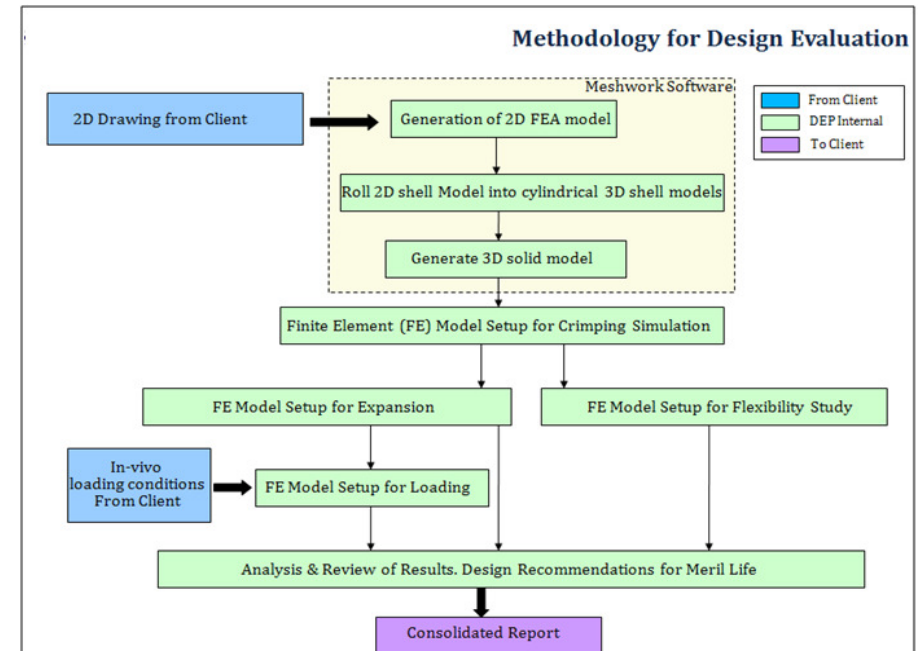 Methodology for Design Evaluation
Meshwork Software
From Client
DEP Internal
To Client
2D Drawing from Client
Generation of 2D FEA model
Roll 2D shell Model into cylindrical 3D shell models
Generate 3D solid model
Finite Element (FE) Model Setup for Crimping Simulation
FE Model Setup for Expansion
FE Model Setup for Flexibility Study
In-vivo
loading conditions
From Client
FE Model Setup for Loading
Analysis & Review of Results. Design Recommendations for Meril Life
Consolidated Report